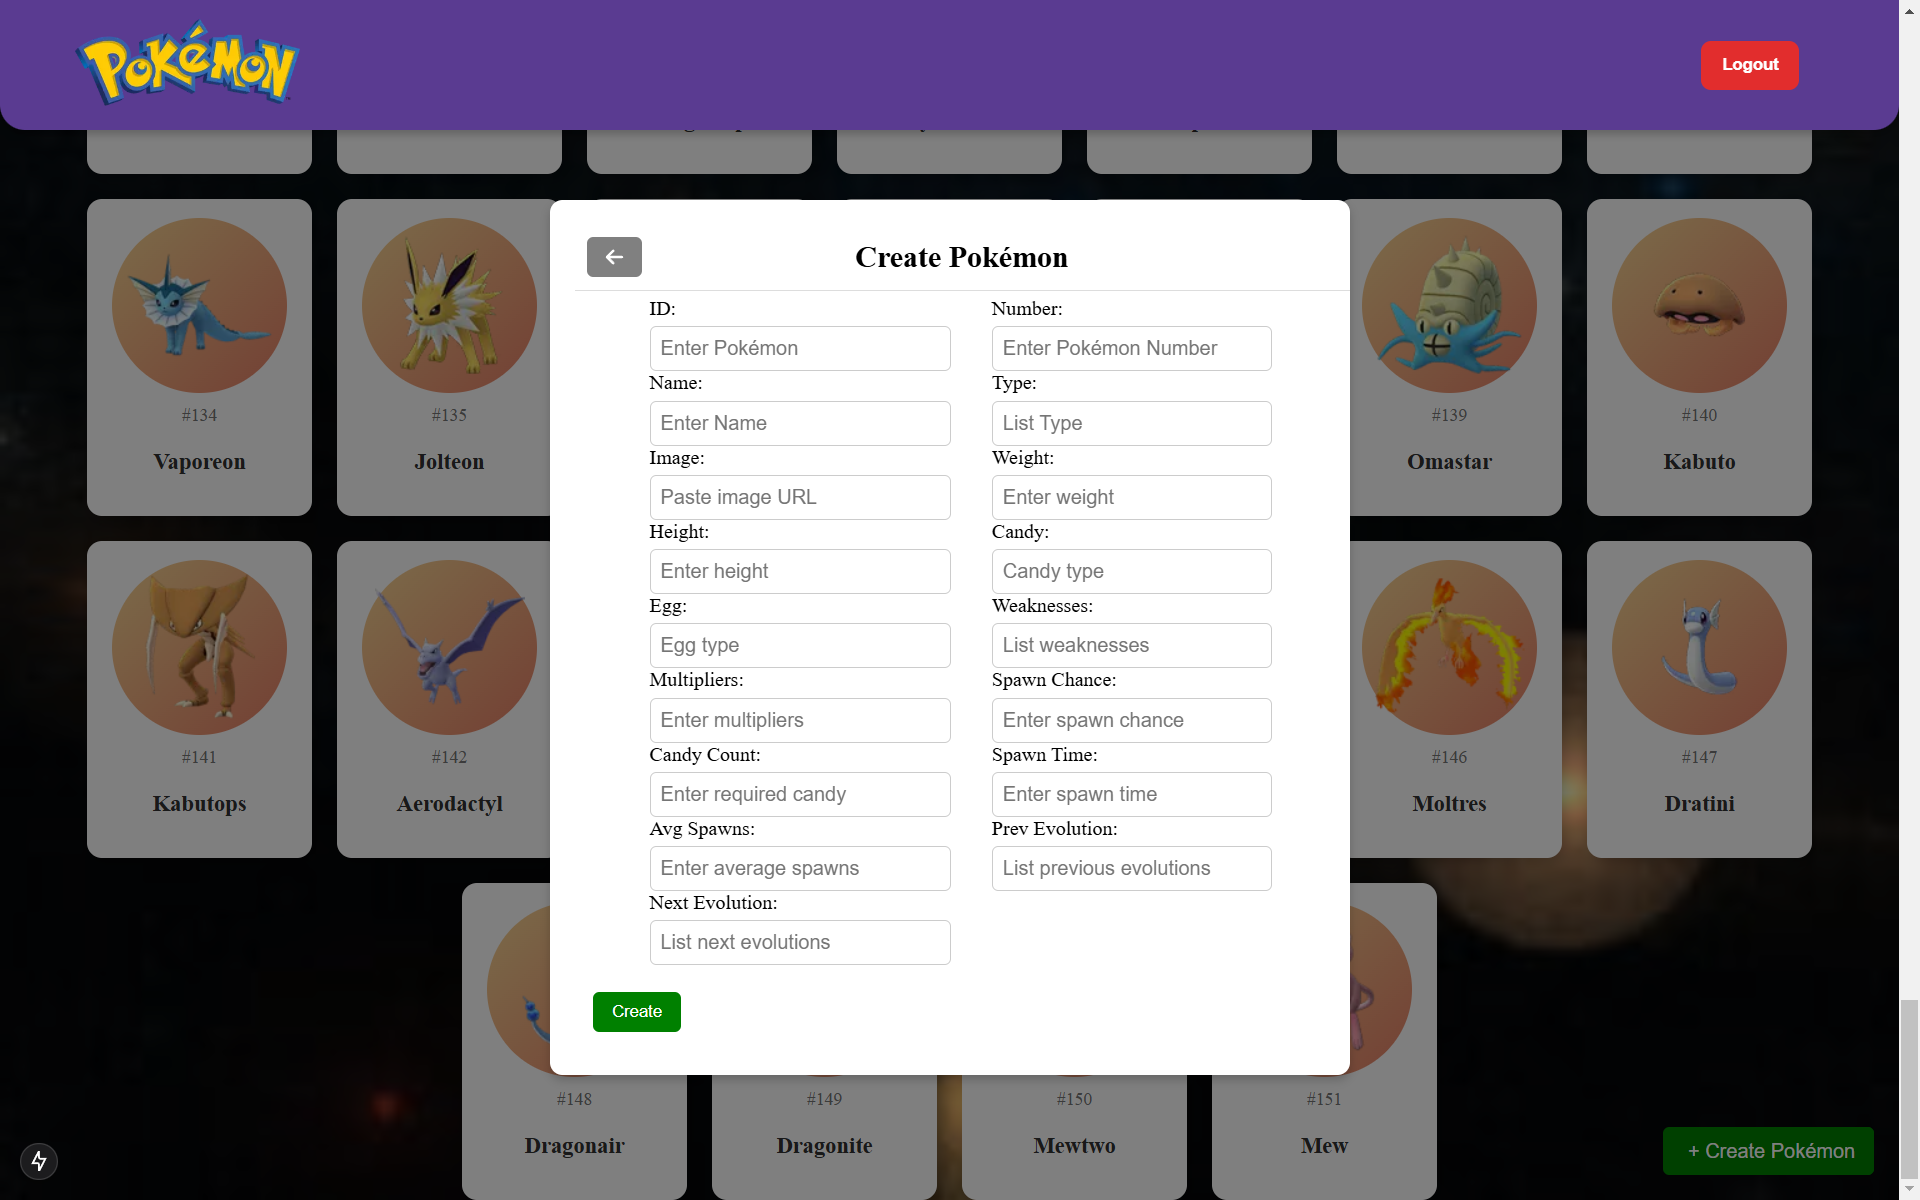 POKÉMON
Logout
Create Pokémon
ID:
Number:
Enter Pokémon
Enter Pokémon Number
Name:
Type:
Enter Name
List Type
Image:
Weight:
Paste image URL
Enter weight
Height:
Candy:
Enter height
Candy type
Egg:
Weaknesses:
Egg type
List weaknesses
Multipliers:
Spawn Chance:
Enter multipliers
Enter spawn chance
Candy Count:
Spawn Time:
Enter required candy
Enter spawn time
Avg Spawns:
Prev Evolution:
Enter average spawns
List previous evolutions
Next Evolution:
List next evolutions
Create
#134
#135
#139
#140
Vaporeon
Jolteon
Omastar
Kabuto
#141
#142
#146
#147
Kabutops
Aerodactyl
Moltres
Dratini
#148
#149
#150
#151
Dragonair
Dragonite
Mewtwo
Mew
+ Create Pokémon